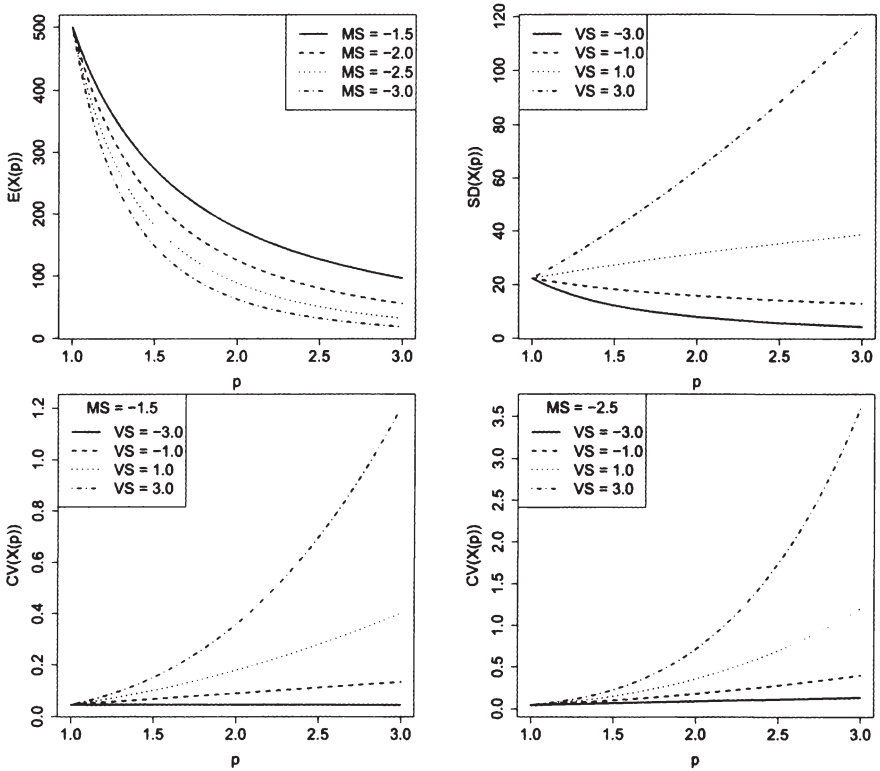 MS = −1.5
MS = −2.0
MS = −2.5
MS = −3.0
E(X(p))
500
400
300
200
100
0
1.0 1.5 2.0 2.5 3.0
p
VS = −3.0
VS = −1.0
VS = 1.0
VS = 3.0
SD(X(p))
120
100
80
60
40
20
0
1.0 1.5 2.0 2.5 3.0
p
MS = −1.5
VS = −3.0
VS = −1.0
VS = 1.0
VS = 3.0
CV(X(p))
1.2
1.0
0.8
0.6
0.4
0.2
0.0
1.0 1.5 2.0 2.5 3.0
p
MS = −2.5
VS = −3.0
VS = −1.0
VS = 1.0
VS = 3.0
CV(X(p))
3.5
3.0
2.5
2.0
1.5
1.0
0.5
0.0
1.0 1.5 2.0 2.5 3.0
p